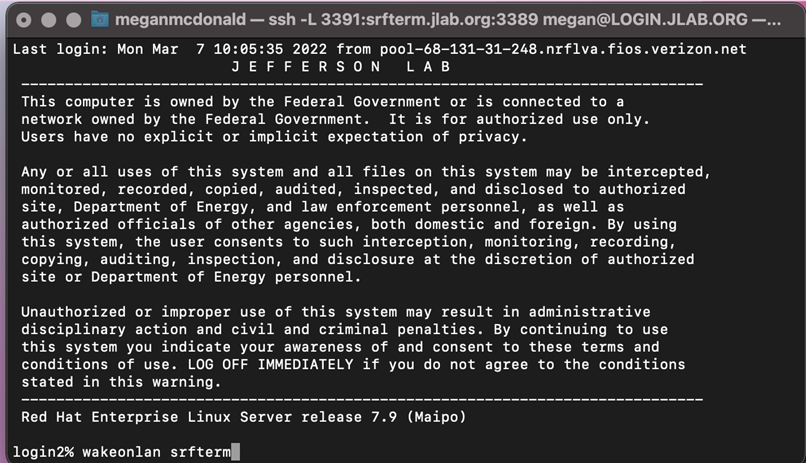 meganmcdonald — ssh -L 3391:srfterm.jlab.org:3389 megan@LOGIN.JLAB.ORG —...
Last login: Mon Mar  7 10:05:35 2022 from pool-68-131-31-248.nrflva.fios.verizon.net
J E F F E R S O N   L A B
--------------------------------------------------------------------------------
This computer is owned by the Federal Government or is connected to a
network owned by the Federal Government.  It is for authorized use only.
Users have no explicit or implicit expectation of privacy.
Any or all uses of this system and all files on this system may be intercepted,
monitored, recorded, copied, audited, inspected, and disclosed to authorized
site, Department of Energy, and law enforcement personnel, as well as
authorized officials of other agencies, both domestic and foreign. By using
this system, the user consents to such interception, monitoring, recording,
copying, auditing, inspection, and disclosure at the discretion of authorized
site or Department of Energy personnel.
Unauthorized or improper use of this system may result in administrative
disciplinary action and civil and criminal penalties. By continuing to use
this system you indicate your awareness of and consent to these terms and
conditions of use. LOG OFF IMMEDIATELY if you do not agree to the conditions
stated in this warning.
--------------------------------------------------------------------------------
Red Hat Enterprise Linux Server release 7.9 (Maipo)
login2% wakeonlan srfterm